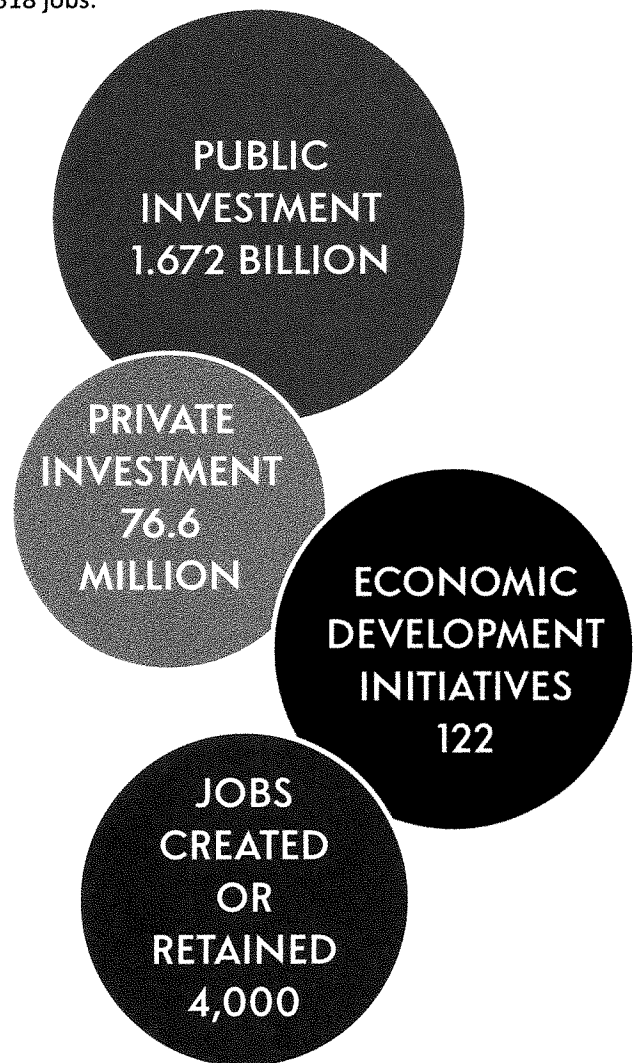 318 jobs.
PUBLIC
INVESTMENT
1.672 BILLION
PRIVATE
INVESTMENT
76.6
MILLION
ECONOMIC
DEVELOPMENT
INITIATIVES
122
JOBS
CREATED
OR
RETAINED
4,000